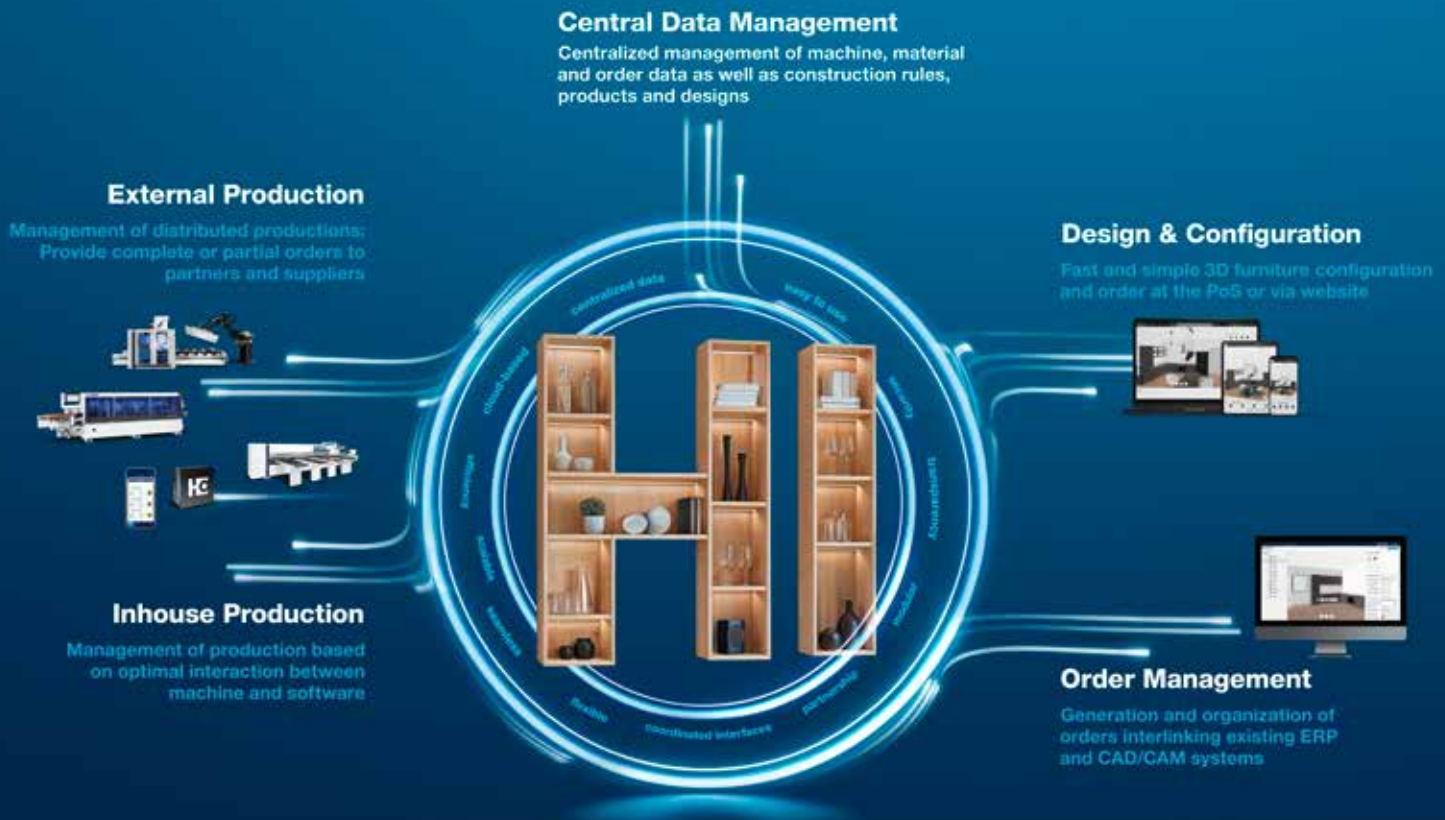 Central Data Management
Centralized management of machine, material
and order data as well as construction rules,
products and designs
External Production
Management of distributed productions:
Provide complete or partial orders to
partners and suppliers
Design & Configuration
Fast and simple 3D furniture configuration
and order at the PoS or via website
centralized data
easy to use
cloud-based
transparency
modular
partnership
coordinated interfaces
flexible
HI
Inhouse Production
Management of production based
on optimal interaction between
machine and software
Order Management
Generation and organization of
orders interlinking existing ERP
and CAD/CAM systems